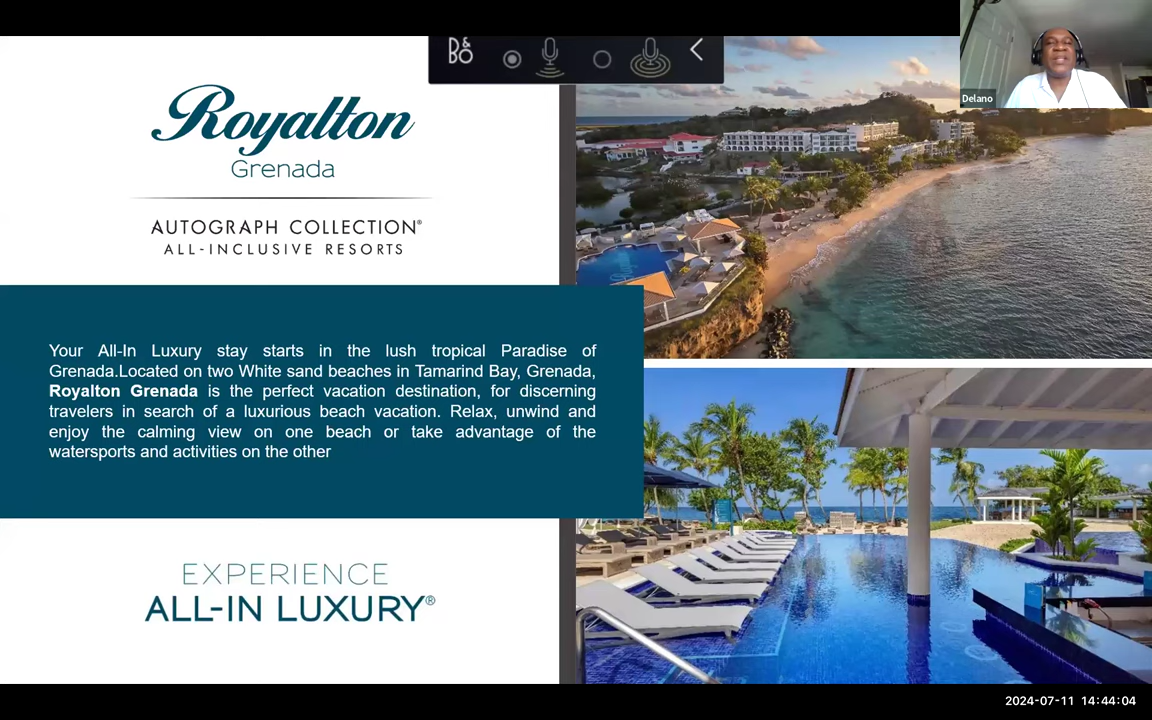 B&O
Delano
Royalton
Grenada
AUTOGRAPH COLLECTION®
ALL-INCLUSIVE RESORTS
Your All-In Luxury stay starts in the lush tropical Paradise of
Grenada.Located on two White sand beaches in Tamarind Bay, Grenada,
Royalton Grenada is the perfect vacation destination, for discerning
travelers in search of a luxurious beach vacation. Relax, unwind and
enjoy the calming view on one beach or take advantage of the
watersports and activities on the other
EXPERIENCE
ALL-IN LUXURY®
2024-07-11 14:44:04